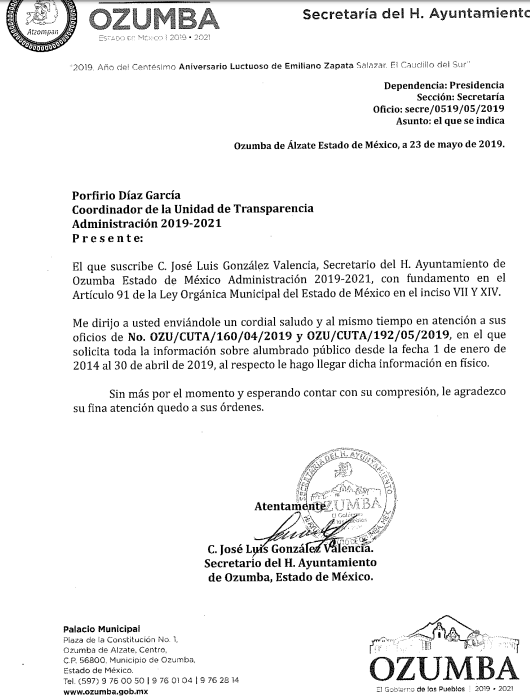 Atzompan
OZUMBA
ESTADO DE MÉXICO | 2019 • 2021
Secretaría del H. Ayuntamiento
"2019. Año del Centésimo Aniversario Luctuoso de Emiliano Zapata Salazar. El Caudillo del Sur"
Dependencia: Presidencia
Sección: Secretaría
Oficio: secre/0519/05/2019
Asunto: el que se indica
Ozumba de Álzate Estado de México, a 23 de mayo de 2019.
Porfirio Díaz García
Coordinador de la Unidad de Transparencia
Administración 2019-2021
P r e s e n t e:
El que suscribe C. José Luis González Valencia, Secretario del H. Ayuntamiento de
Ozumba Estado de México Administración 2019-2021, con fundamento en el
Artículo 91 de la Ley Orgánica Municipal del Estado de México en el inciso VII Y XIV.
Me dirijo a usted enviándole un cordial saludo y al mismo tiempo en atención a sus
oficios de No. OZU/CUTA/160/04/2019 y OZU/CUTA/192/05/2019, en el que
solicita toda la información sobre alumbrado público desde la fecha 1 de enero de
2014 al 30 de abril de 2019, al respecto le hago llegar dicha información en físico.
Sin más por el momento y esperando contar con su compresión, le agradezco
su fina atención quedo a sus órdenes.
SECRETARIA DEL H. AYUNTAMIENTO
OZUMBA
Atentamente
C. José Luis González Valencia.
Secretario del H. Ayuntamiento
de Ozumba, Estado de México.
Palacio Municipal
Plaza de la Constitución No. 1,
Ozumba de Alzate, Centro,
C.P. 56800, Municipio de Ozumba,
Estado de México.
Tel. (597) 9 76 00 50 | 9 76 01 04 | 9 76 28 14
www.ozumba.gob.mx
OZUMBA
El Gobierno de los Pueblos | 2019 • 2021